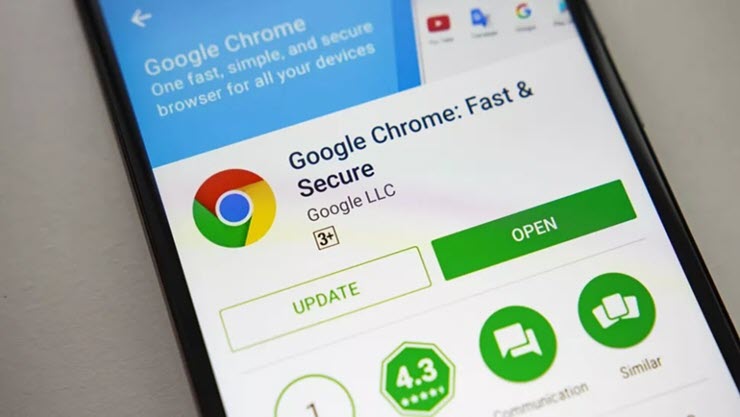 Google Chrome
One fast, simple, and secure
browser for all your devices
Google Chrome: Fast &
Secure
Google LLC
3+
UPDATE
OPEN
1
4.3
Communication
Similar